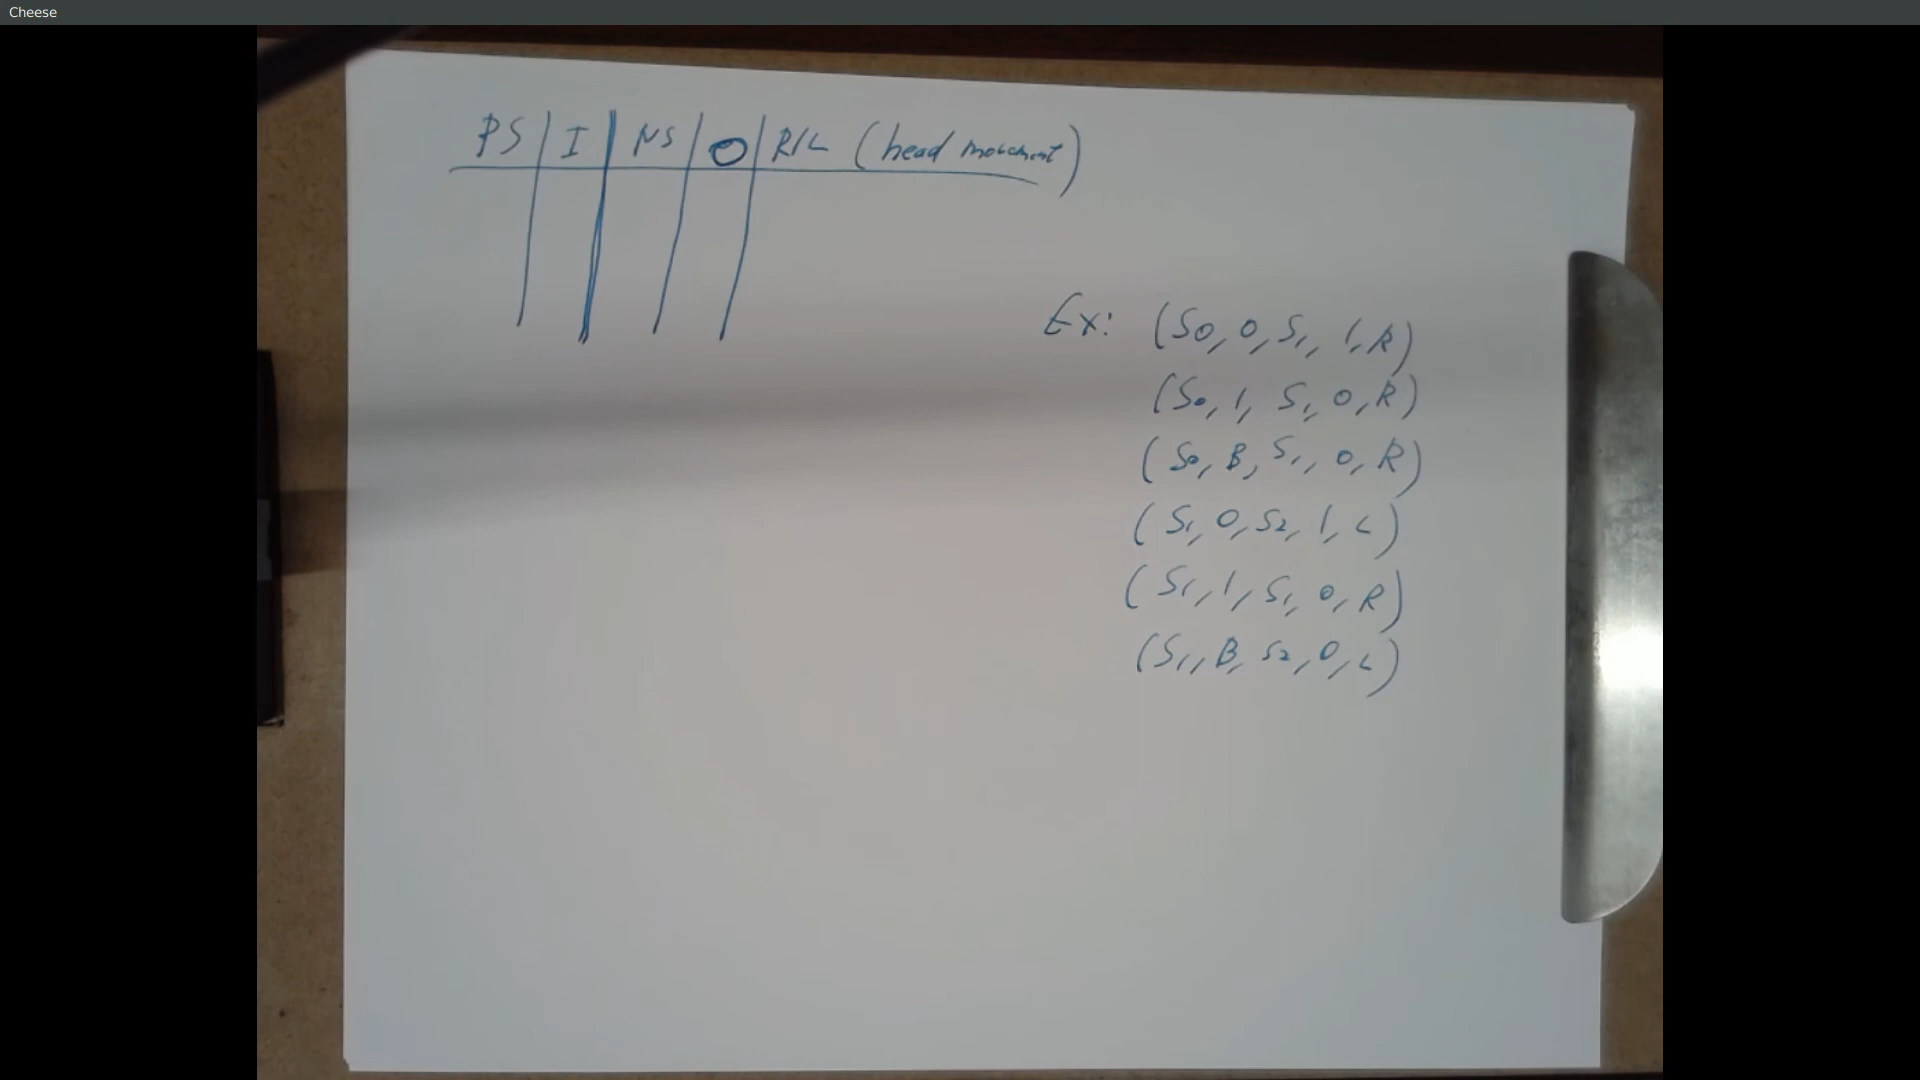 Cheese
PS I NS O R/L (head movement)
Ex: (S0, 0, S1, 1, R)
(S0, 1, S1, 0, R)
(S0, B, S1, 0, R)
(S1, 0, S2, 1, L)
(S1, 1, S1, 0, R)
(S1, B, S2, 0, L)